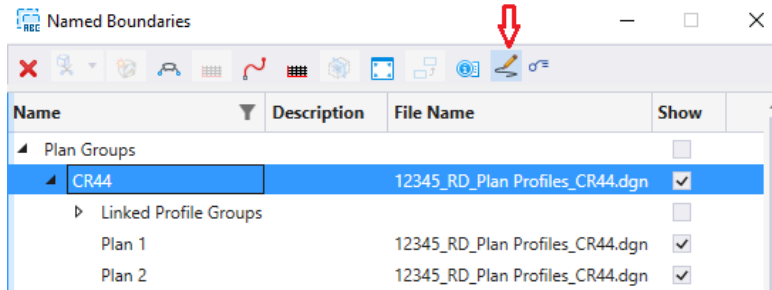 ABC Named Boundaries
Name Description File Name Show
Plan Groups
CR44 12345_RD_Plan Profiles_CR44.dgn
Linked Profile Groups
Plan 1 12345_RD_Plan Profiles_CR44.dgn
Plan 2 12345_RD_Plan Profiles_CR44.dgn